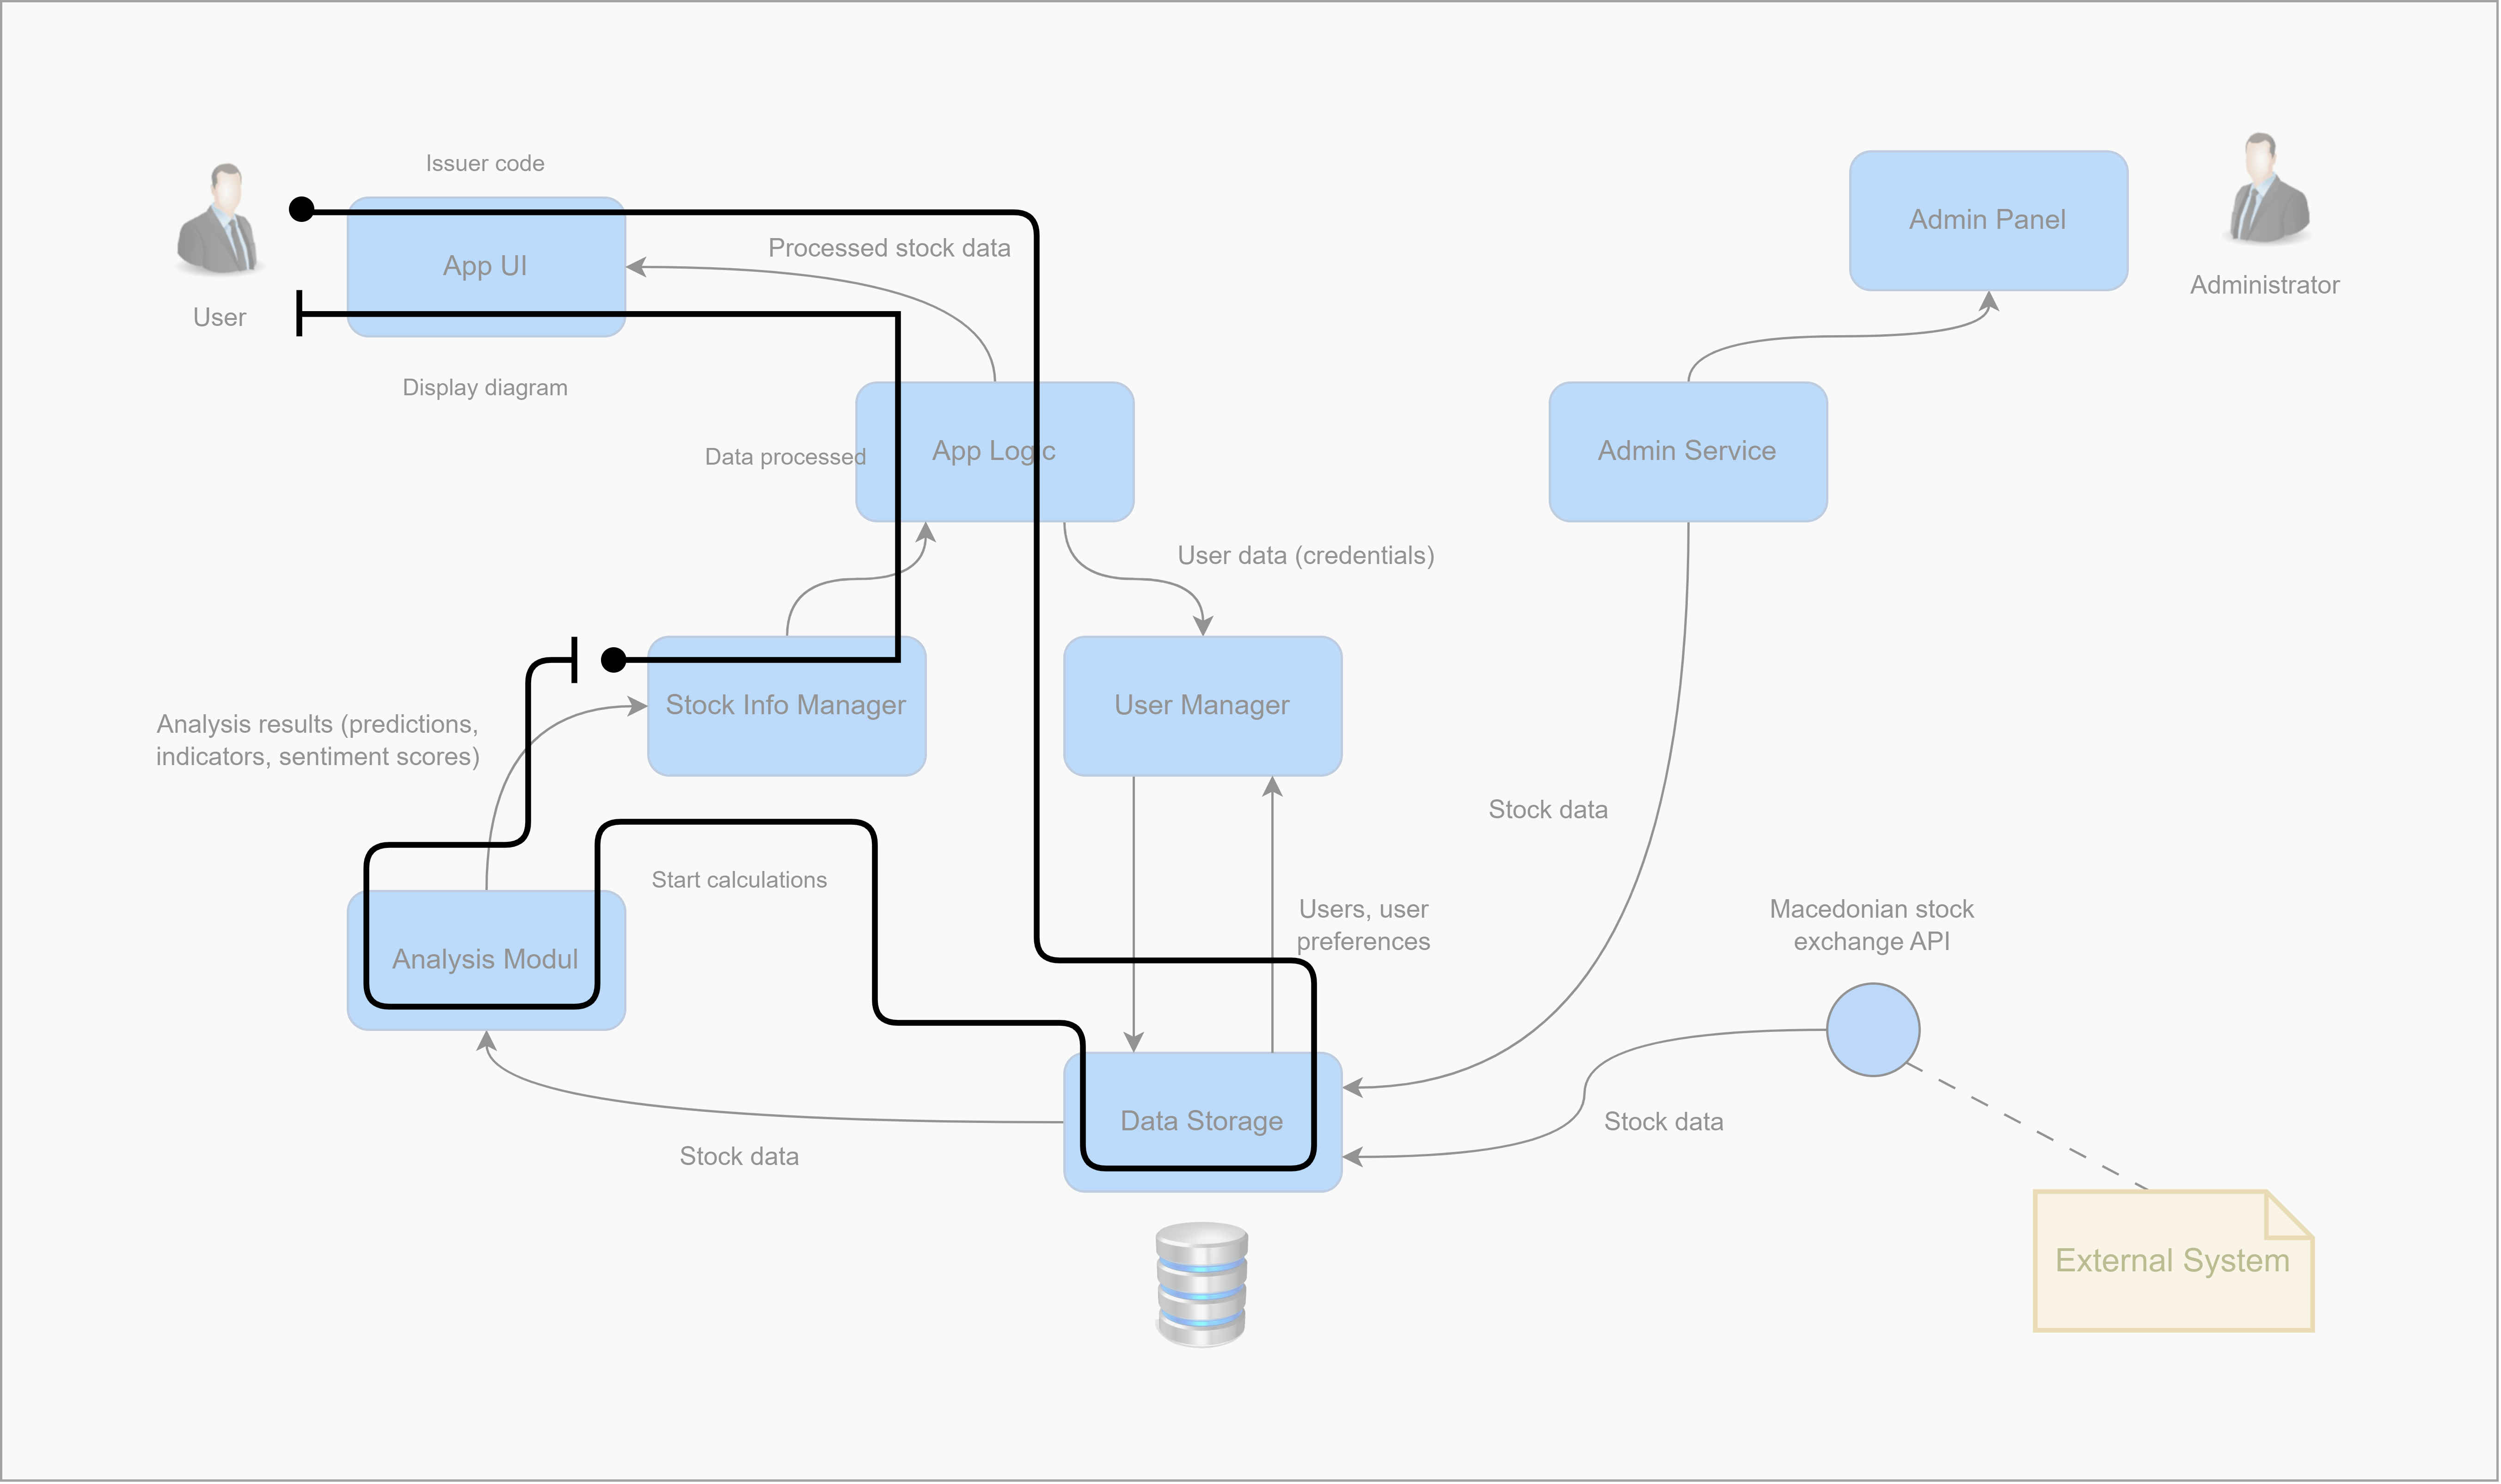 Issuer code
User
App UI
Processed stock data
Display diagram
Admin Panel
Administrator
Data processed
App Logic
Admin Service
User data (credentials)
Stock Info Manager
User Manager
Analysis results (predictions,
indicators, sentiment scores)
Stock data
Start calculations
Users, user
preferences
Macedonian stock
exchange API
Analysis Modul
Data Storage
Stock data
Stock data
External System